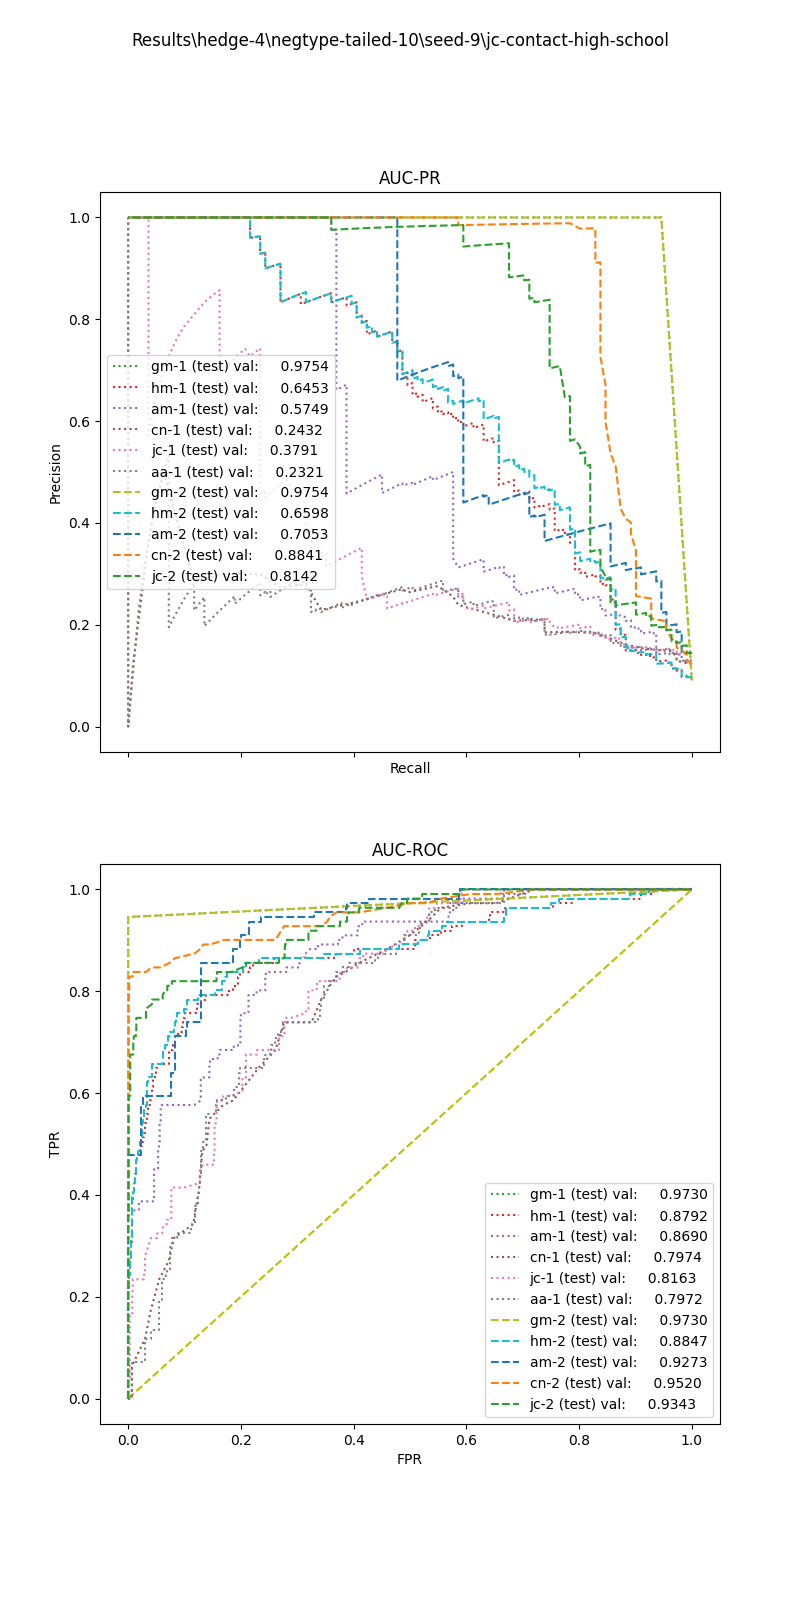 Results\hedge-4\negtype-tailed-10\seed-9\jc-contact-high-school
AUC-PR
1.0
0.8
0.6
0.4
0.2
0.0
Precision
gm-1 (test) val: 0.9754
hm-1 (test) val: 0.6453
am-1 (test) val: 0.5749
cn-1 (test) val: 0.2432
jc-1 (test) val: 0.3791
aa-1 (test) val: 0.2321
gm-2 (test) val: 0.9754
hm-2 (test) val: 0.6598
am-2 (test) val: 0.7053
cn-2 (test) val: 0.8841
jc-2 (test) val: 0.8142
Recall
AUC-ROC
1.0
0.8
0.6
0.4
0.2
0.0
TPR
gm-1 (test) val: 0.9730
hm-1 (test) val: 0.8792
am-1 (test) val: 0.8690
cn-1 (test) val: 0.7974
jc-1 (test) val: 0.8163
aa-1 (test) val: 0.7972
gm-2 (test) val: 0.9730
hm-2 (test) val: 0.8847
am-2 (test) val: 0.9273
cn-2 (test) val: 0.9520
jc-2 (test) val: 0.9343
0.0 0.2 0.4 0.6 0.8 1.0
FPR